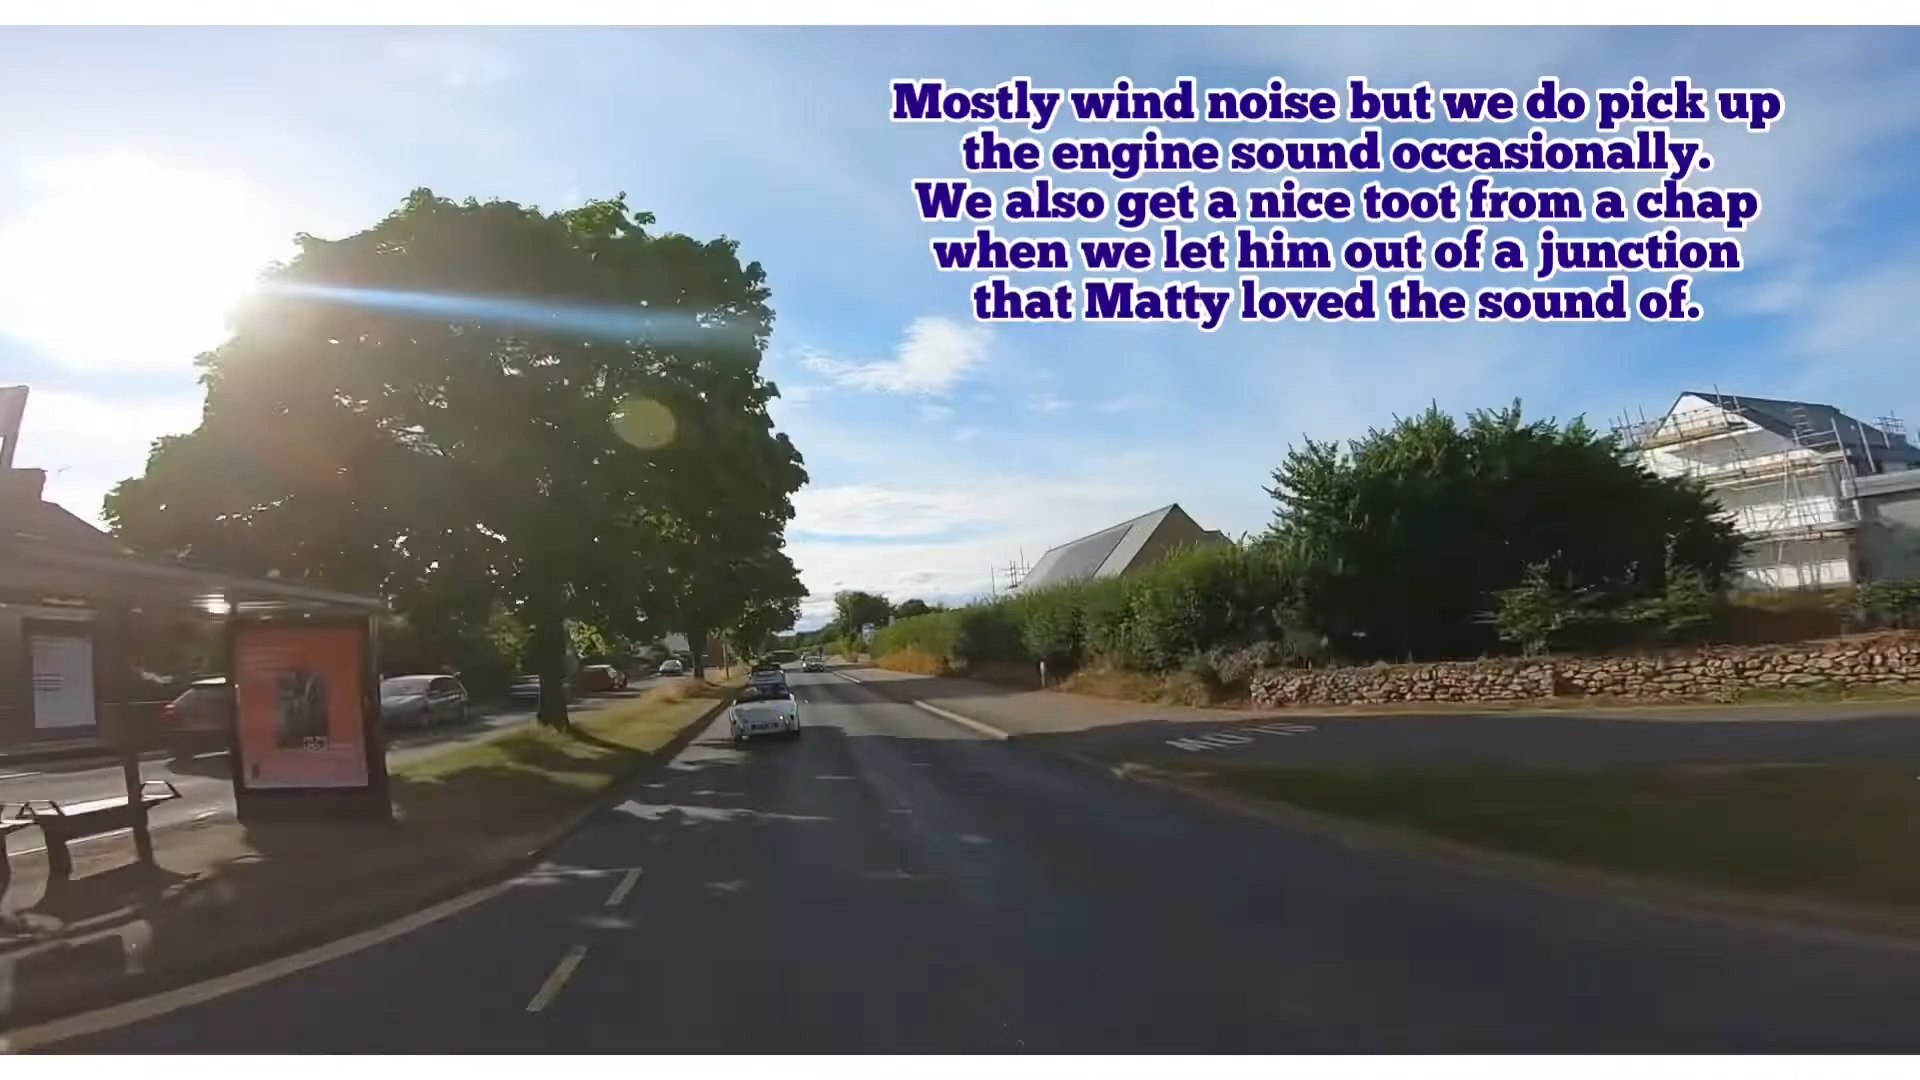 Mostly wind noise but we do pick up
the engine sound occasionally.
We also get a nice toot from a chap
when we let him out of a junction
that Matty loved the sound of.